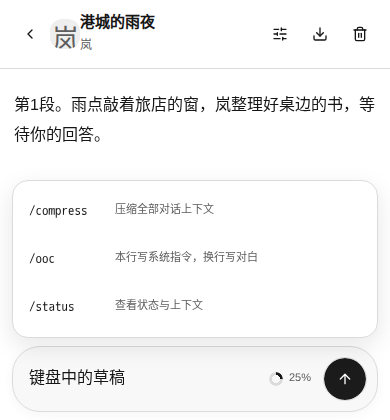 岚
港城的雨夜
岚
第1段。雨点敲着旅店的窗，岚整理好桌边的书，等
待你的回答。
/compress 压缩全部对话上下文
/ooc 本行写系统指令，换行写对白
/status 查看状态与上下文
键盘中的草稿 25%